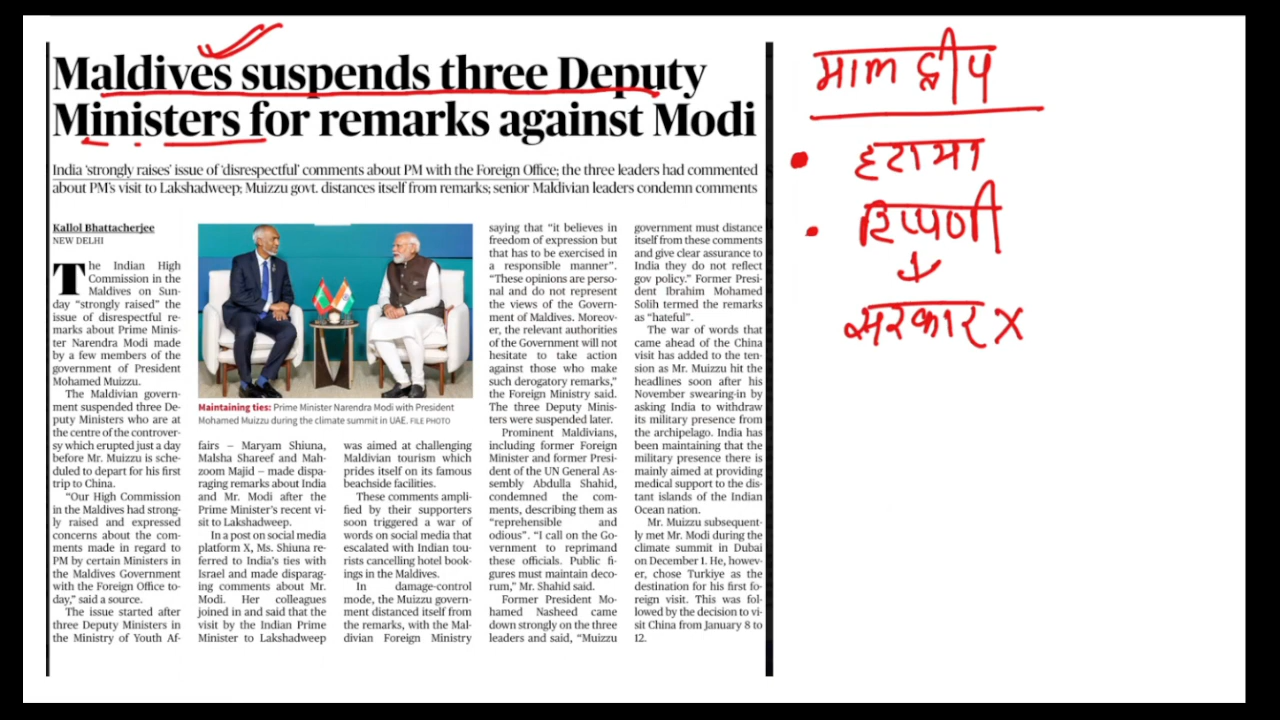 Maldives suspends three Deputy
Ministers for remarks against Modi
India ‘strongly raises’ issue of ‘disrespectful’ comments about PM with the Foreign Office; the three leaders had commented
about PM’s visit to Lakshadweep; Muizzu govt. distances itself from remarks; senior Maldivian leaders condemn comments
Kallol Bhattacherjee
NEW DELHI
The Indian High
Commission in the
Maldives on Sun-
day “strongly raised” the
issue of disrespectful re-
marks about Prime Minis-
ter Narendra Modi made
by a few members of the
government of President
Mohamed Muizzu.
The Maldivian govern-
ment suspended three De-
puty Ministers who are at
the centre of the controver-
sy which erupted just a day
before Mr. Muizzu is sche-
duled to depart for his first
trip to China.
“Our High Commission
in the Maldives had strong-
ly raised and expressed
concerns about the com-
ments made in regard to
PM by certain Ministers in
the Maldives Government
with the Foreign Office to-
day,” said a source.
The issue started after
three Deputy Ministers in
the Ministry of Youth Af-
Maintaining ties: Prime Minister Narendra Modi with President
Mohamed Muizzu during the climate summit in UAE. FILE PHOTO
fairs – Maryam Shiuna,
Malsha Shareef and Mah-
zoom Majid – made dispa-
raging remarks about India
and Mr. Modi after the
Prime Minister’s recent vi-
sit to Lakshadweep.
In a post on social media
platform X, Ms. Shiuna re-
ferred to India’s ties with
Israel and made disparag-
ing comments about Mr.
Modi. Her colleagues
joined in and said that the
visit by the Indian Prime
Minister to Lakshadweep
was aimed at challenging
Maldivian tourism which
prides itself on its famous
beachside facilities.
These comments ampli-
fied by their supporters
soon triggered a war of
words on social media that
escalated with Indian tou-
rists cancelling hotel book-
ings in the Maldives.
In damage-control
mode, the Muizzu govern-
ment distanced itself from
the remarks, with the Mal-
divian Foreign Ministry
saying that “it believes in
freedom of expression but
that has to be exercised in
a responsible manner”.
“These opinions are perso-
nal and do not represent
the views of the Govern-
ment of Maldives. Moreov-
er, the relevant authorities
of the Government will not
hesitate to take action
against those who make
such derogatory remarks,”
the Foreign Ministry said.
The three Deputy Minis-
ters were suspended later.
Prominent Maldivians,
including former Foreign
Minister and former Presi-
dent of the UN General As-
sembly Abdulla Shahid,
condemned the com-
ments, describing them as
“reprehensible and
odious”. “I call on the Go-
vernment to reprimand
these officials. Public fi-
gures must maintain deco-
rum,” Mr. Shahid said.
Former President Mo-
hamed Nasheed came
down strongly on the three
leaders and said, “Muizzu
government must distance
itself from these comments
and give clear assurance to
India they do not reflect
gov policy.” Former Presi-
dent Ibrahim Mohamed
Solih termed the remarks
as “hateful”.
The war of words that
came ahead of the China
visit has added to the ten-
sion as Mr. Muizzu hit the
headlines soon after his
November swearing-in by
asking India to withdraw
its military presence from
the archipelago. India has
been maintaining that the
military presence there is
mainly aimed at providing
medical support to the dis-
tant islands of the Indian
Ocean nation.
Mr. Muizzu subsequent-
ly met Mr. Modi during the
climate summit in Dubai
on December 1. He, howev-
er, chose Turkiye as the
destination for his first fo-
reign visit. This was fol-
lowed by the decision to vi-
sit China from January 8 to
12.
मालद्वीप
• हटाया
• टिप्पणी
↓
सरकार X